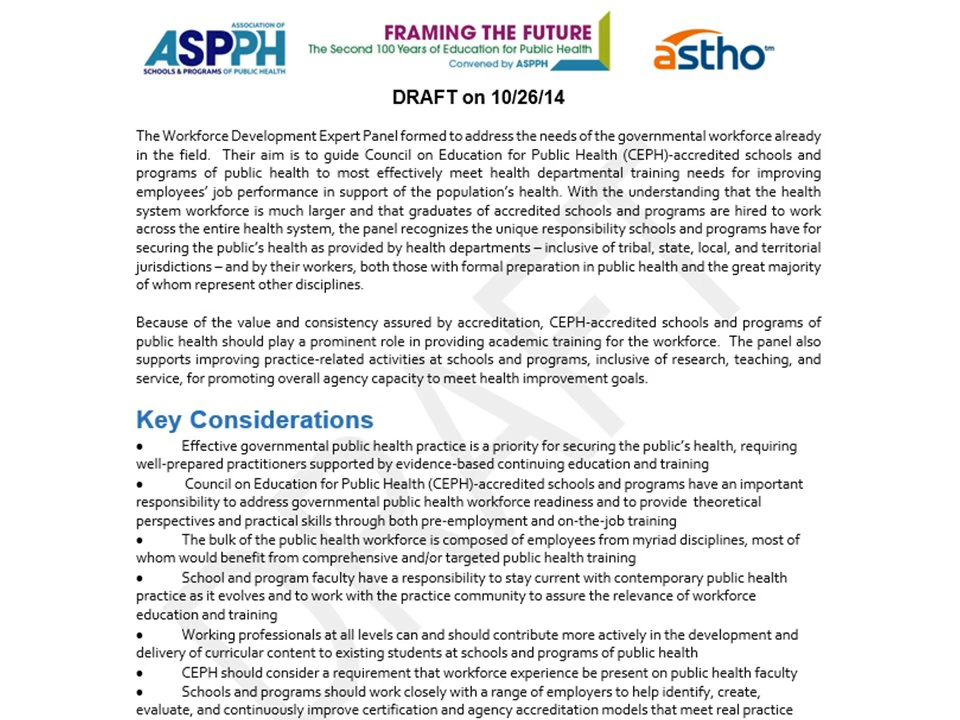 ASSOCIATION OF
ASPPH
SCHOOLS & PROGRAMS OF PUBLIC HEALTH
FRAMING THE FUTURE
The Second 100 Years of Education for Public Health
Convened by ASPPH
astho™
DRAFT on 10/26/14
The Workforce Development Expert Panel formed to address the needs of the governmental workforce already
in the field. Their aim is to guide Council on Education for Public Health (CEPH)-accredited schools and
programs of public health to most effectively meet health departmental training needs for improving
employees’ job performance in support of the population’s health. With the understanding that the health
system workforce is much larger and that graduates of accredited schools and programs are hired to work
across the entire health system, the panel recognizes the unique responsibility schools and programs have for
securing the public’s health as provided by health departments – inclusive of tribal, state, local, and territorial
jurisdictions – and by their workers, both those with formal preparation in public health and the great majority
of whom represent other disciplines.
Because of the value and consistency assured by accreditation, CEPH-accredited schools and programs of
public health should play a prominent role in providing academic training for the workforce. The panel also
supports improving practice-related activities at schools and programs, inclusive of research, teaching, and
service, for promoting overall agency capacity to meet health improvement goals.
Key Considerations
• Effective governmental public health practice is a priority for securing the public’s health, requiring
well-prepared practitioners supported by evidence-based continuing education and training
• Council on Education for Public Health (CEPH)-accredited schools and programs have an important
responsibility to address governmental public health workforce readiness and to provide theoretical
perspectives and practical skills through both pre-employment and on-the-job training
• The bulk of the public health workforce is composed of employees from myriad disciplines, most of
whom would benefit from comprehensive and/or targeted public health training
• School and program faculty have a responsibility to stay current with contemporary public health
practice as it evolves and to work with the practice community to assure the relevance of workforce
education and training
• Working professionals at all levels can and should contribute more actively in the development and
delivery of curricular content to existing students at schools and programs of public health
• CEPH should consider a requirement that workforce experience be present on public health faculty
• Schools and programs should work closely with a range of employers to help identify, create,
evaluate, and continuously improve certification and agency accreditation models that meet real practice
DRAFT